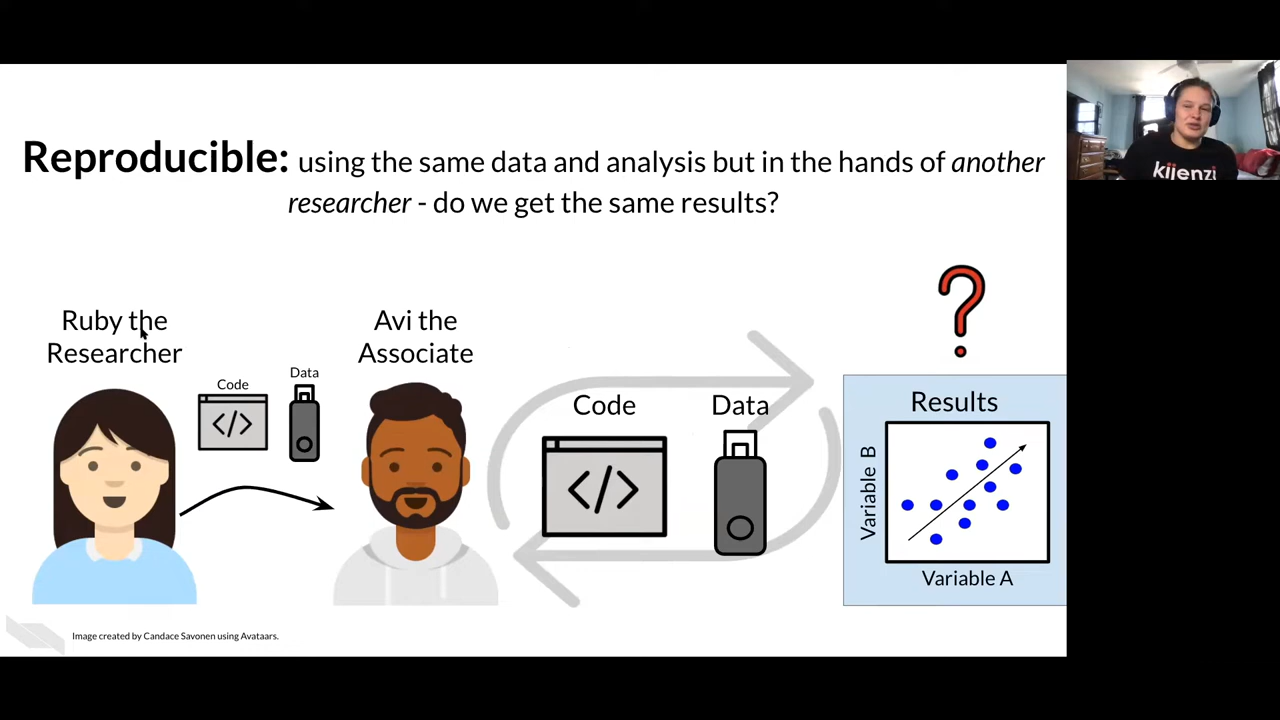 Reproducible: using the same data and analysis but in the hands of another
researcher - do we get the same results?
Ruby the
Researcher
Code
</>
Data
Avi the
Associate
Code
</>
Data
?
Results
Variable B
Variable A
Image created by Candace Savonen using Avataars.
kijenzi